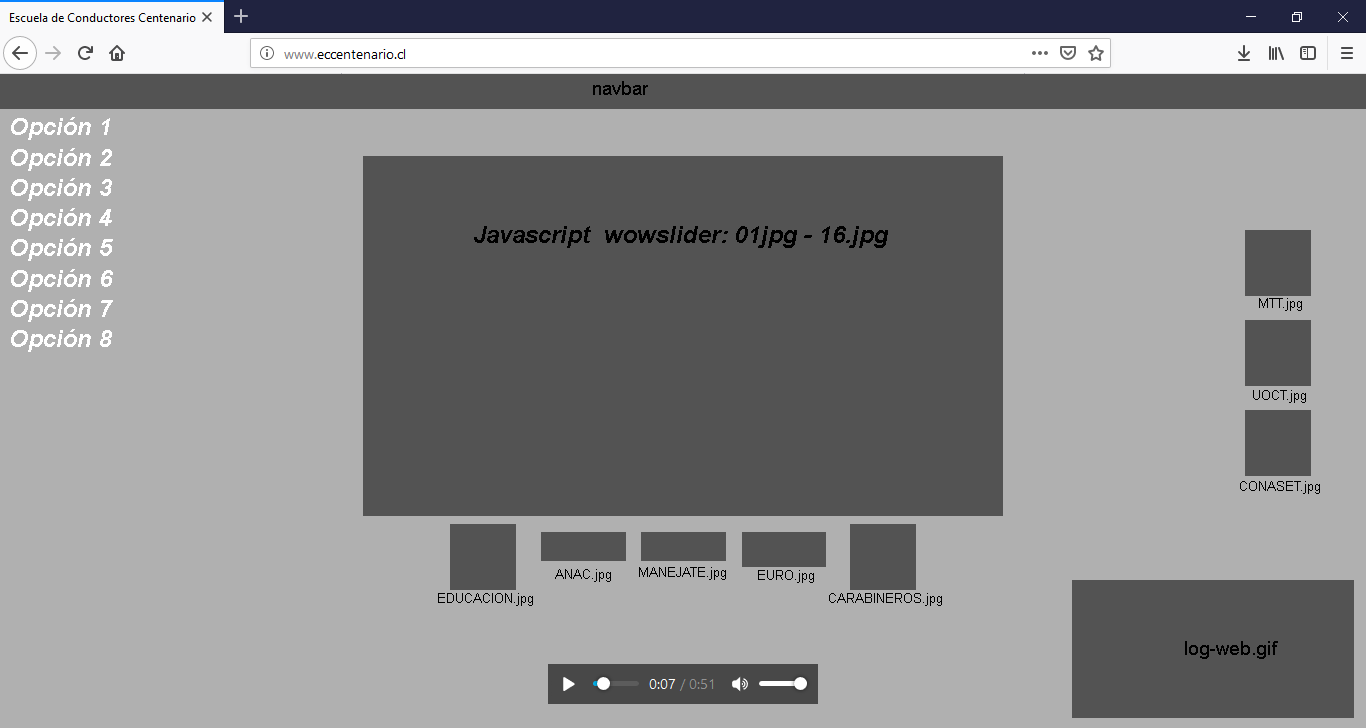 Escuela de Conductores Centenario
www.eccentenario.cl
navbar
Opción 1
Opción 2
Opción 3
Opción 4
Opción 5
Opción 6
Opción 7
Opción 8
Javascript wowslider: 01jpg - 16.jpg
MTT.jpg
UOCT.jpg
CONASET.jpg
EDUCACION.jpg
ANAC.jpg
MANEJATE.jpg
EURO.jpg
CARABINEROS.jpg
log-web.gif
0:07 / 0:51